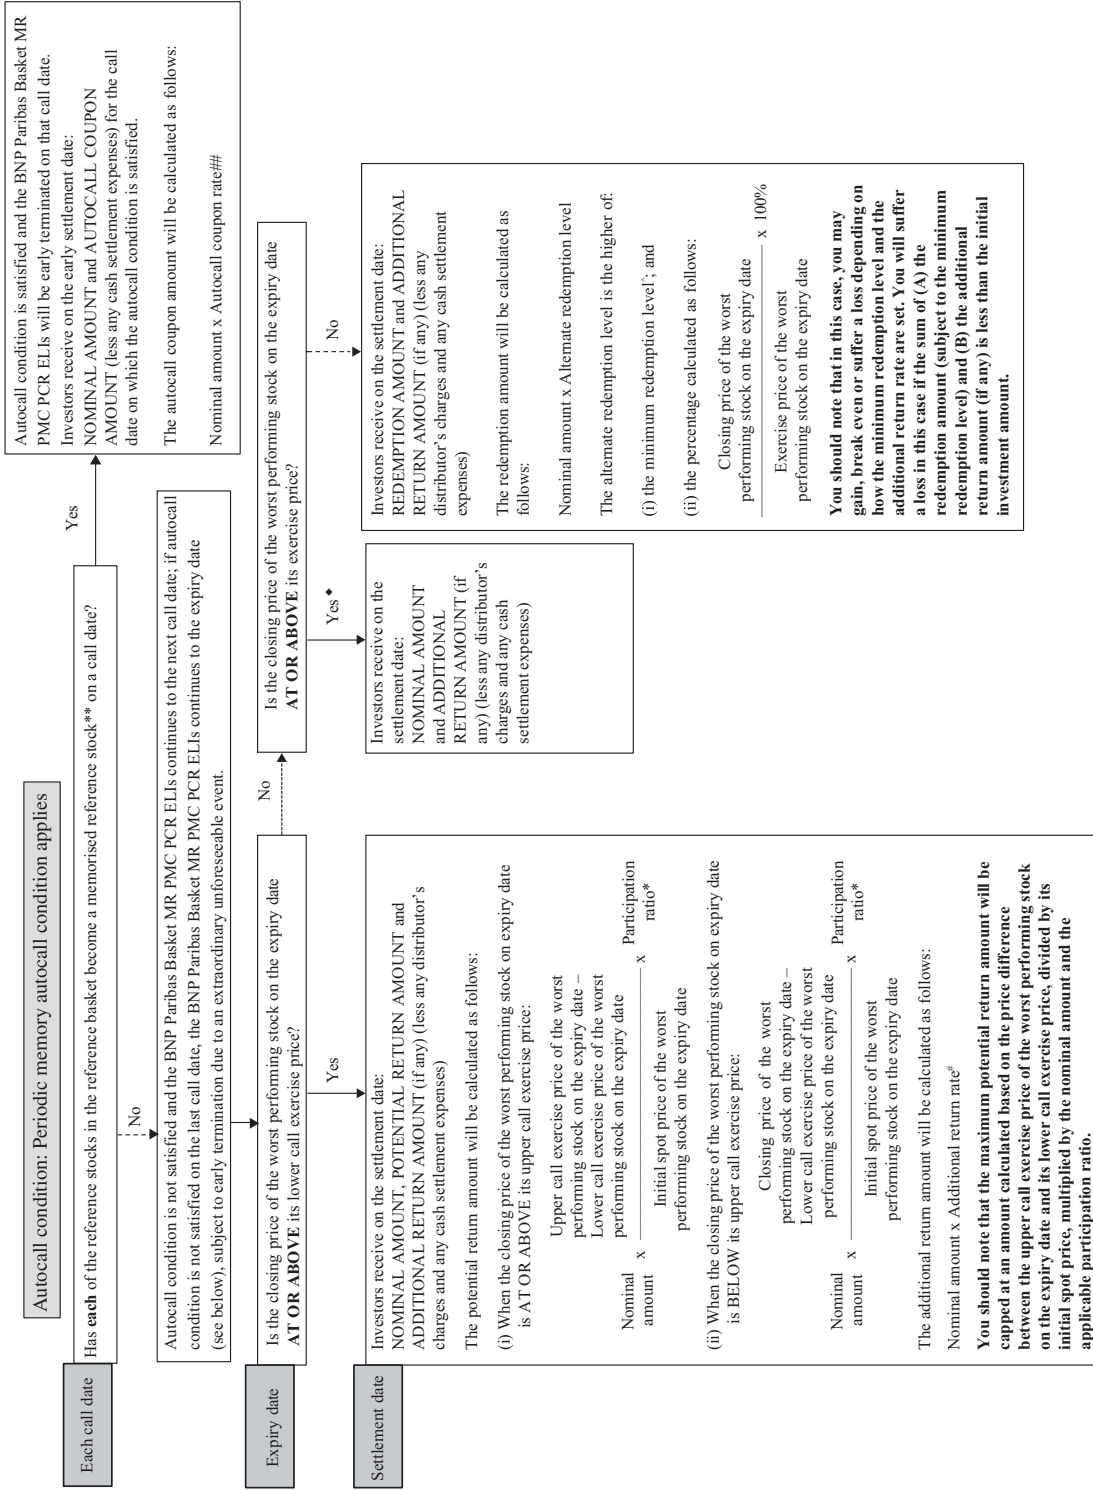 Autocall condition: Periodic memory autocall condition applies
Each call date
Has each of the reference stocks in the reference basket become a memorised reference stock** on a call date?
Yes
Autocall condition is satisfied and the BNP Paribas Basket MR
PMC PCR ELIs will be early terminated on that call date.
Investors receive on the early settlement date:
NOMINAL AMOUNT and AUTOCALL COUPON
AMOUNT (less any cash settlement expenses) for the call
date on which the autocall condition is satisfied.
The autocall coupon amount will be calculated as follows:
Nominal amount x Autocall coupon rate##
No
Autocall condition is not satisfied and the BNP Paribas Basket MR PMC PCR ELIs continues to the next call date; if autocall
condition is not satisfied on the last call date, the BNP Paribas Basket MR PMC PCR ELIs continues to the expiry date
(see below), subject to early termination due to an extraordinary unforeseeable event.
Expiry date
Is the closing price of the worst performing stock on the expiry date
AT OR ABOVE its lower call exercise price?
No
Is the closing price of the worst performing stock on the expiry date
AT OR ABOVE its exercise price?
Yes
Yes◆
No
Settlement date
Investors receive on the settlement date:
NOMINAL AMOUNT, POTENTIAL RETURN AMOUNT and
ADDITIONAL RETURN AMOUNT (if any) (less any distributor's
charges and any cash settlement expenses)
The potential return amount will be calculated as follows:
(i) When the closing price of the worst performing stock on expiry date
is AT OR ABOVE its upper call exercise price:
Upper call exercise price of the worst
performing stock on the expiry date –
Lower call exercise price of the worst
performing stock on the expiry date
Nominal amount x
x Participation ratio*
Initial spot price of the worst
performing stock on the expiry date
(ii) When the closing price of the worst performing stock on expiry date
is BELOW its upper call exercise price:
Closing price of the worst
performing stock on the expiry date –
Lower call exercise price of the worst
performing stock on the expiry date
Nominal amount x
x Participation ratio*
Initial spot price of the worst
performing stock on the expiry date
The additional return amount will be calculated as follows:
Nominal amount x Additional return rate#
You should note that the maximum potential return amount will be
capped at an amount calculated based on the price difference
between the upper call exercise price of the worst performing stock
on the expiry date and its lower call exercise price, divided by its
initial spot price, multiplied by the nominal amount and the
applicable participation ratio.
Investors receive on the
settlement date:
NOMINAL AMOUNT
and ADDITIONAL
RETURN AMOUNT (if
any) (less any distributor's
charges and any cash
settlement expenses)
Investors receive on the settlement date:
REDEMPTION AMOUNT and ADDITIONAL
RETURN AMOUNT (if any) (less any
distributor's charges and any cash settlement
expenses)
The redemption amount will be calculated as
follows:
Nominal amount x Alternate redemption level
The alternate redemption level is the higher of:
(i) the minimum redemption level^; and
(ii) the percentage calculated as follows:
Closing price of the worst
performing stock on the expiry date
x 100%
Exercise price of the worst
performing stock on the expiry date
You should note that in this case, you may
gain, break even or suffer a loss depending on
how the minimum redemption level and the
additional return rate are set. You will suffer
a loss in this case if the sum of (A) the
redemption amount (subject to the minimum
redemption level) and (B) the additional
return amount (if any) is less than the initial
investment amount.